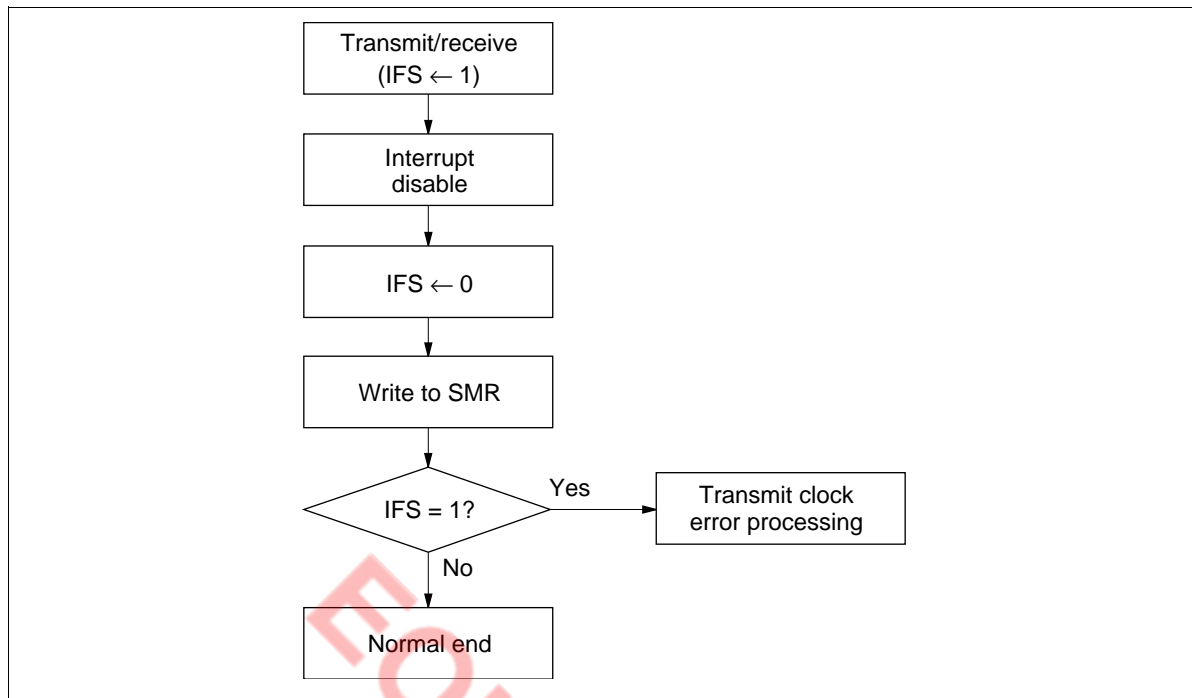 Transmit/receive
(IFS ← 1)
Interrupt
disable
IFS ← 0
Write to SMR
IFS = 1?
Yes
Transmit clock
error processing
No
Normal end